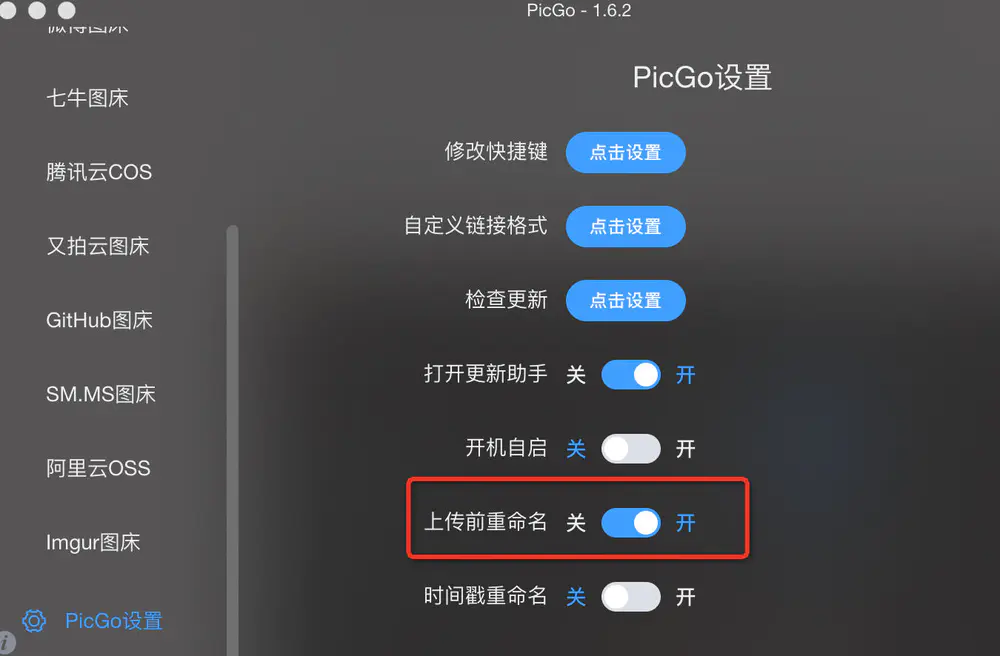 PicGo - 1.6.2
微博图床
七牛图床
腾讯云COS
又拍云图床
GitHub图床
SM.MS图床
阿里云OSS
Imgur图床
PicGo设置
PicGo设置
修改快捷键 点击设置
自定义链接格式 点击设置
检查更新 点击设置
打开更新助手 关 开
开机自启 关 开
上传前重命名 关 开
时间戳重命名 关 开